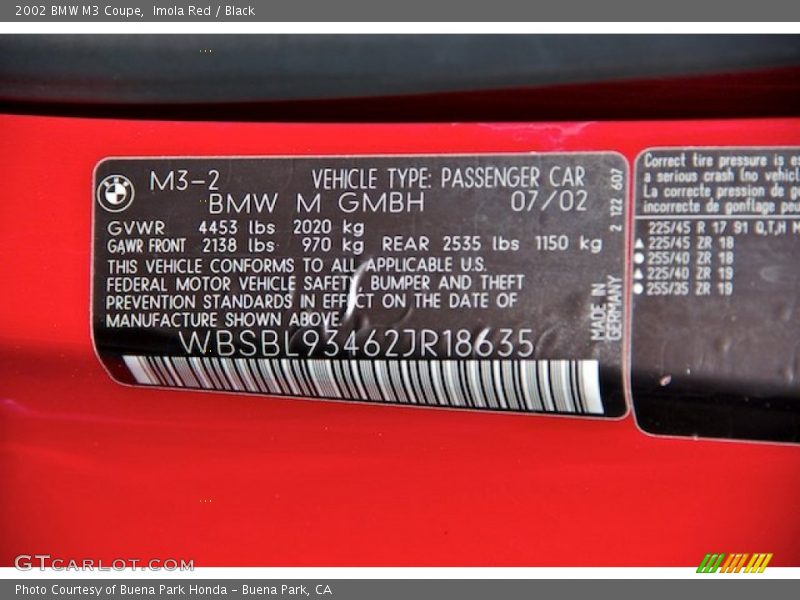 2002 BMW M3 Coupe,  Imola Red / Black
M3-2
VEHICLE TYPE: PASSENGER CAR
BMW M GMBH
07/02
GVWR 4453 lbs 2020 kg
GAWR FRONT 2138 lbs 970 kg REAR 2535 lbs 1150 kg
THIS VEHICLE CONFORMS TO ALL APPLICABLE U.S.
FEDERAL MOTOR VEHICLE SAFETY, BUMPER AND THEFT
PREVENTION STANDARDS IN EFFECT ON THE DATE OF
MANUFACTURE SHOWN ABOVE.
WBSBL93462JR18635
2 122 607
MADE IN
GERMANY
Correct tire pressure is es
a serious crash (no vehicl
La correcte pression de g
incorrecte de gonflage peu
225/45 R 17 91 Q,T,H M
225/45 ZR 18
255/40 ZR 18
225/40 ZR 19
255/35 ZR 19
GTCARLOT.COM
Photo Courtesy of Buena Park Honda - Buena Park, CA